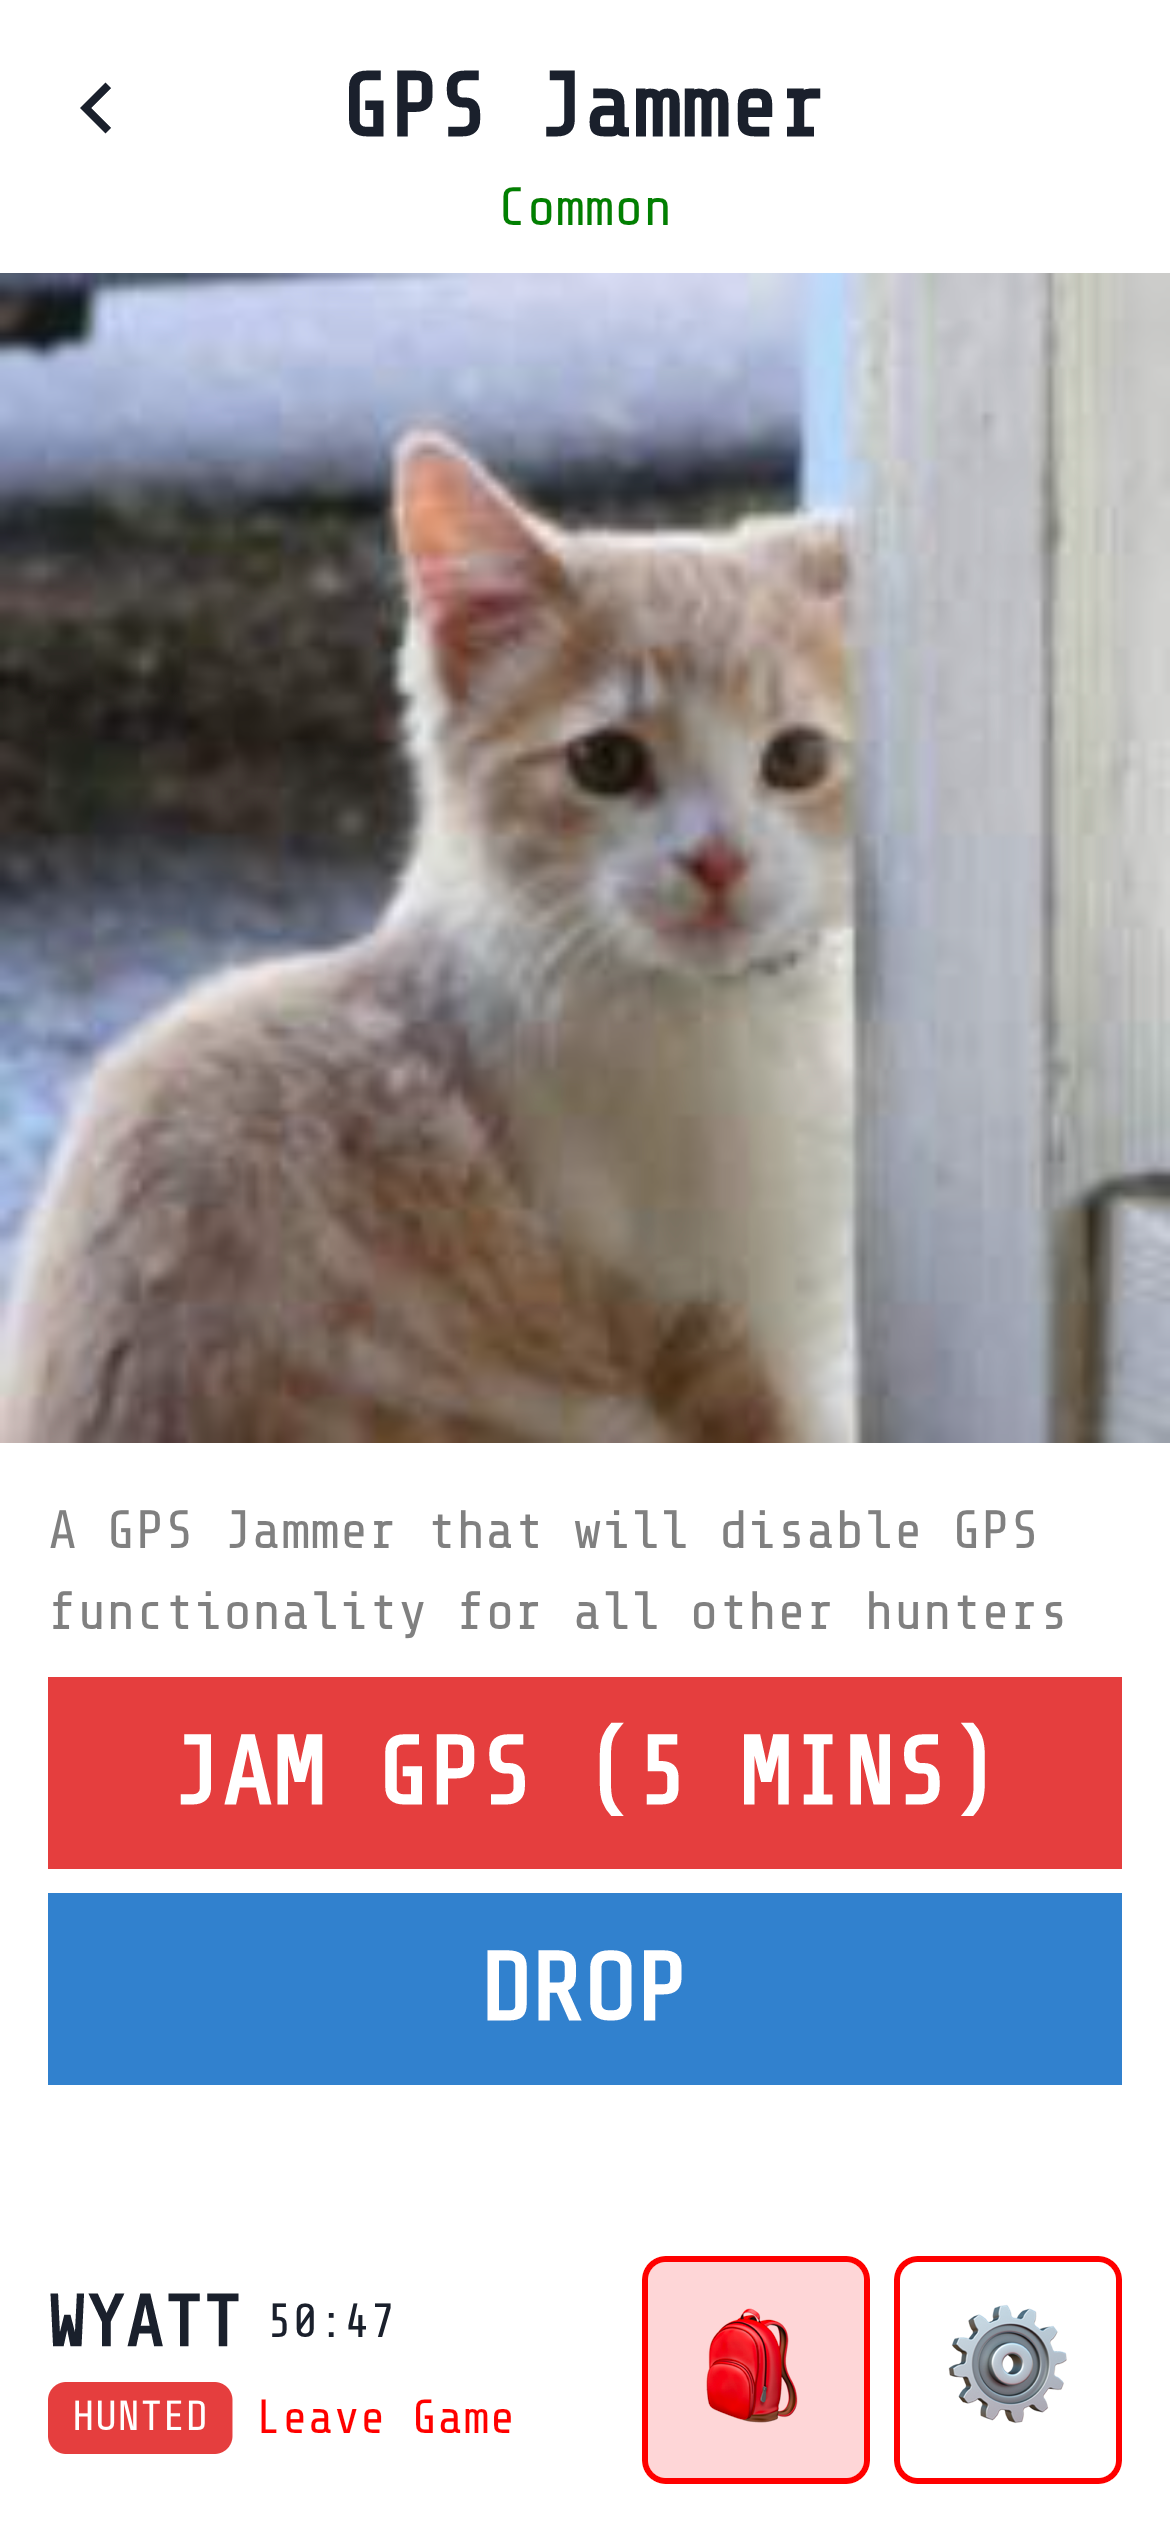 GPS Jammer
Common
A GPS Jammer that will disable GPS
functionality for all other hunters
JAM GPS (5 MINS)
DROP
WYATT 50:47
HUNTED Leave Game